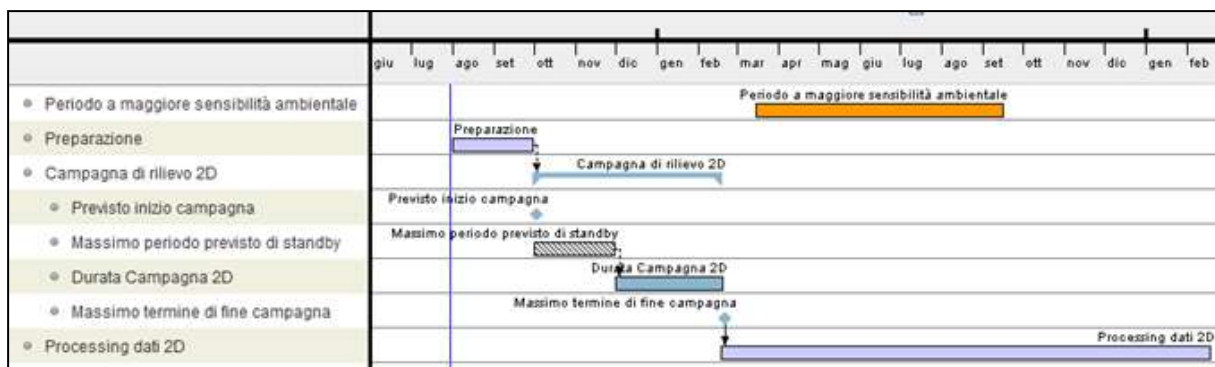 giu lug ago set ott nov dic gen feb mar apr mag giu lug ago set ott nov dic gen feb
Periodo a maggiore sensibilità ambientale
Periodo a maggiore sensibilità ambientale
Preparazione
Preparazione
Campagna di rilievo 2D
Campagna di rilievo 2D
Previsto inizio campagna
Previsto inizio campagna
Massimo periodo previsto di standby
Massimo periodo previsto di standby
Durata Campagna 2D
Durata Campagna 2D
Massimo termine di fine campagna
Massimo termine di fine campagna
Processing dati 2D
Processing dati 2D